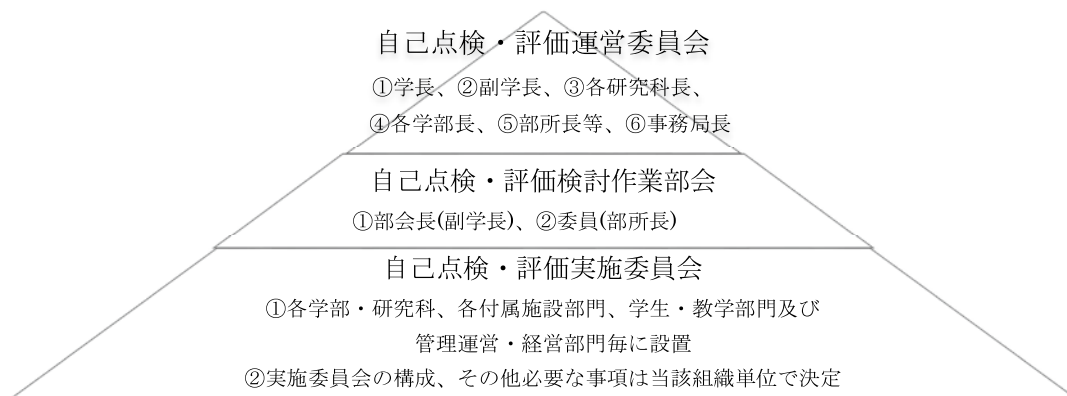 自己点検・評価運営委員会
①学長、②副学長、③各研究科長、
④各学部長、⑤部所長等、⑥事務局長
自己点検・評価検討作業部会
①部会長(副学長)、②委員(部所長)
自己点検・評価実施委員会
①各学部・研究科、各付属施設部門、学生・教学部門及び
管理運営・経営部門毎に設置
②実施委員会の構成、その他必要な事項は当該組織単位で決定